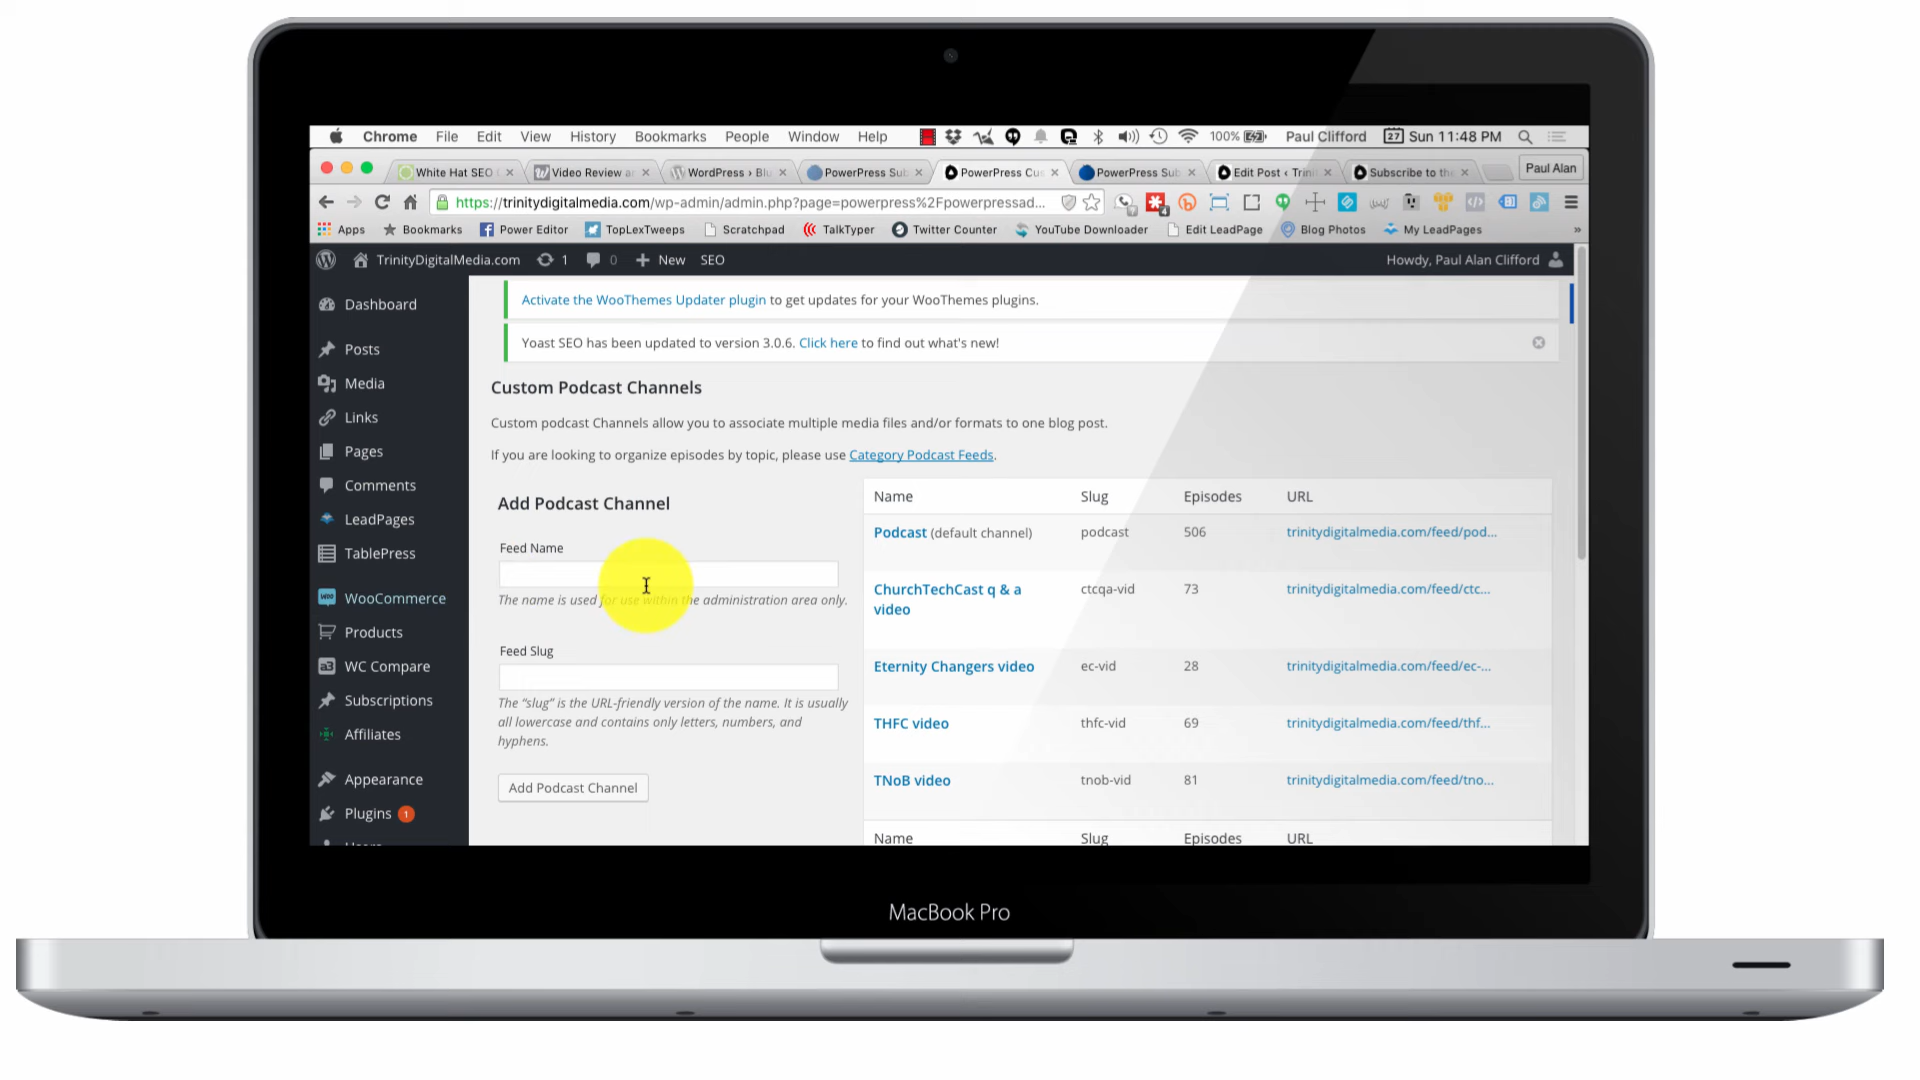 Chrome File Edit View History Bookmarks People Window Help 100% Paul Clifford 27 Sun 11:48 PM
White Hat SEO Video Review WordPress › Blu PowerPress Sub PowerPress Cus PowerPress Sub Edit Post ‹ Trini Subscribe to the Paul Alan
https://trinitydigitalmedia.com/wp-admin/admin.php?page=powerpress%2Fpowerpressad...
Apps Bookmarks Power Editor TopLexTweeps Scratchpad TalkTyper Twitter Counter YouTube Downloader Edit LeadPage Blog Photos My LeadPages »
TrinityDigitalMedia.com 1 0 New SEO Howdy, Paul Alan Clifford
Dashboard
Posts
Media
Links
Pages
Comments
LeadPages
TablePress
WooCommerce
Products
WC Compare
Subscriptions
Affiliates
Appearance
Plugins 1
Activate the WooThemes Updater plugin to get updates for your WooThemes plugins.
Yoast SEO has been updated to version 3.0.6. Click here to find out what's new!
Custom Podcast Channels
Custom podcast Channels allow you to associate multiple media files and/or formats to one blog post.
If you are looking to organize episodes by topic, please use Category Podcast Feeds.
Add Podcast Channel
Feed Name
The name is used for use within the administration area only.
Feed Slug
The “slug” is the URL-friendly version of the name. It is usually
all lowercase and contains only letters, numbers, and
hyphens.
Add Podcast Channel
Name Slug Episodes URL
Podcast (default channel) podcast 506 trinitydigitalmedia.com/feed/pod...
ChurchTechCast q & a ctcqa-vid 73 trinitydigitalmedia.com/feed/ctc...
video
Eternity Changers video ec-vid 28 trinitydigitalmedia.com/feed/ec-...
THFC video thfc-vid 69 trinitydigitalmedia.com/feed/thf...
TNoB video tnob-vid 81 trinitydigitalmedia.com/feed/tno...
Name Slug Episodes URL
MacBook Pro